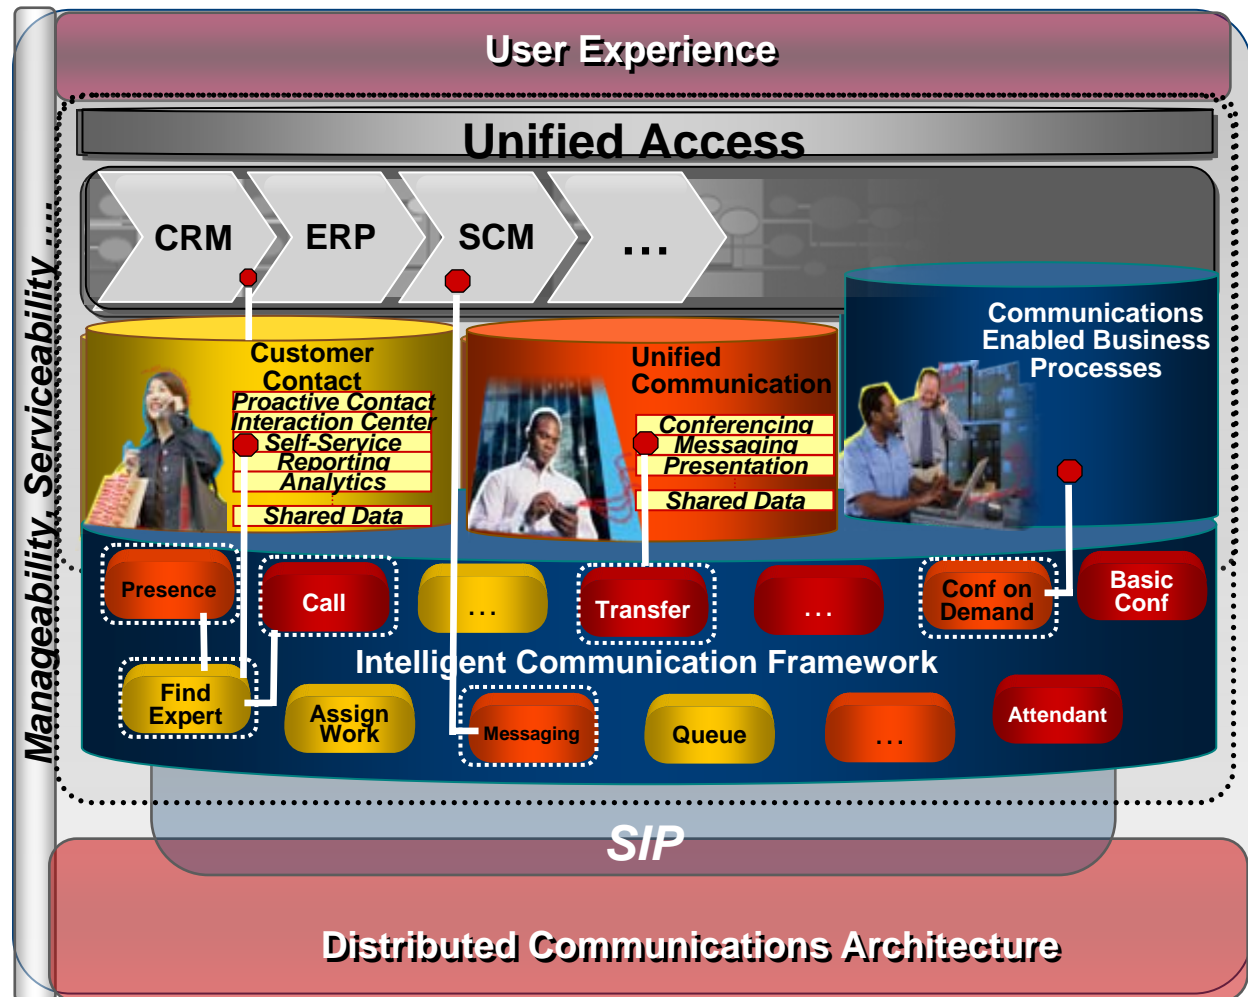 User Experience
Unified Access
CRM
ERP
SCM
...
Manageability, Serviceability ...
Customer
Contact
Proactive Contact
Interaction Center
Self-Service
Reporting
Analytics
Shared Data
Unified
Communication
Conferencing
Messaging
Presentation
Shared Data
Communications
Enabled Business
Processes
Presence
Call
...
Transfer
...
Conf on
Demand
Basic
Conf
Intelligent Communication Framework
Find
Expert
Assign
Work
Messaging
Queue
...
Attendant
SIP
Distributed Communications Architecture